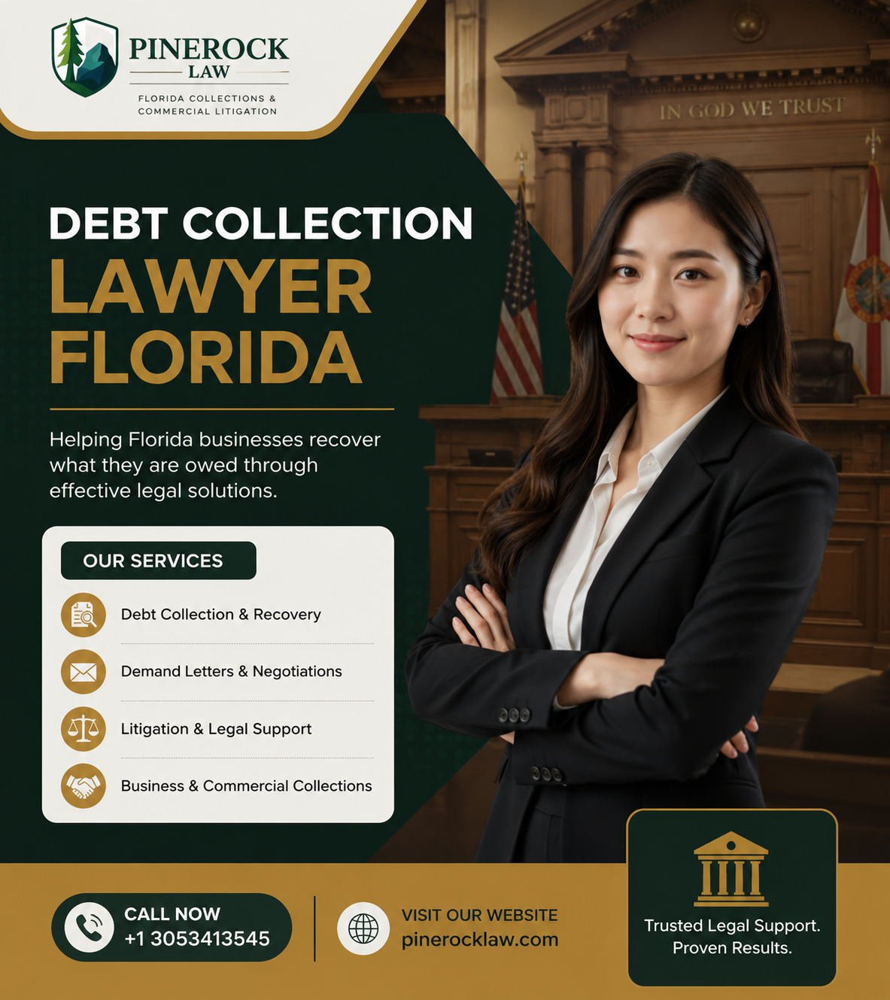 PINEROCK
LAW
FLORIDA COLLECTIONS &
COMMERCIAL LITIGATION
IN GOD WE TRUST
DEBT COLLECTION
LAWYER
FLORIDA
Helping Florida businesses recover
what they are owed through
effective legal solutions.
OUR SERVICES
Debt Collection & Recovery
Demand Letters & Negotiations
Litigation & Legal Support
Business & Commercial Collections
CALL NOW
+1 3053413545
VISIT OUR WEBSITE
pinerocklaw.com
Trusted Legal Support.
Proven Results.